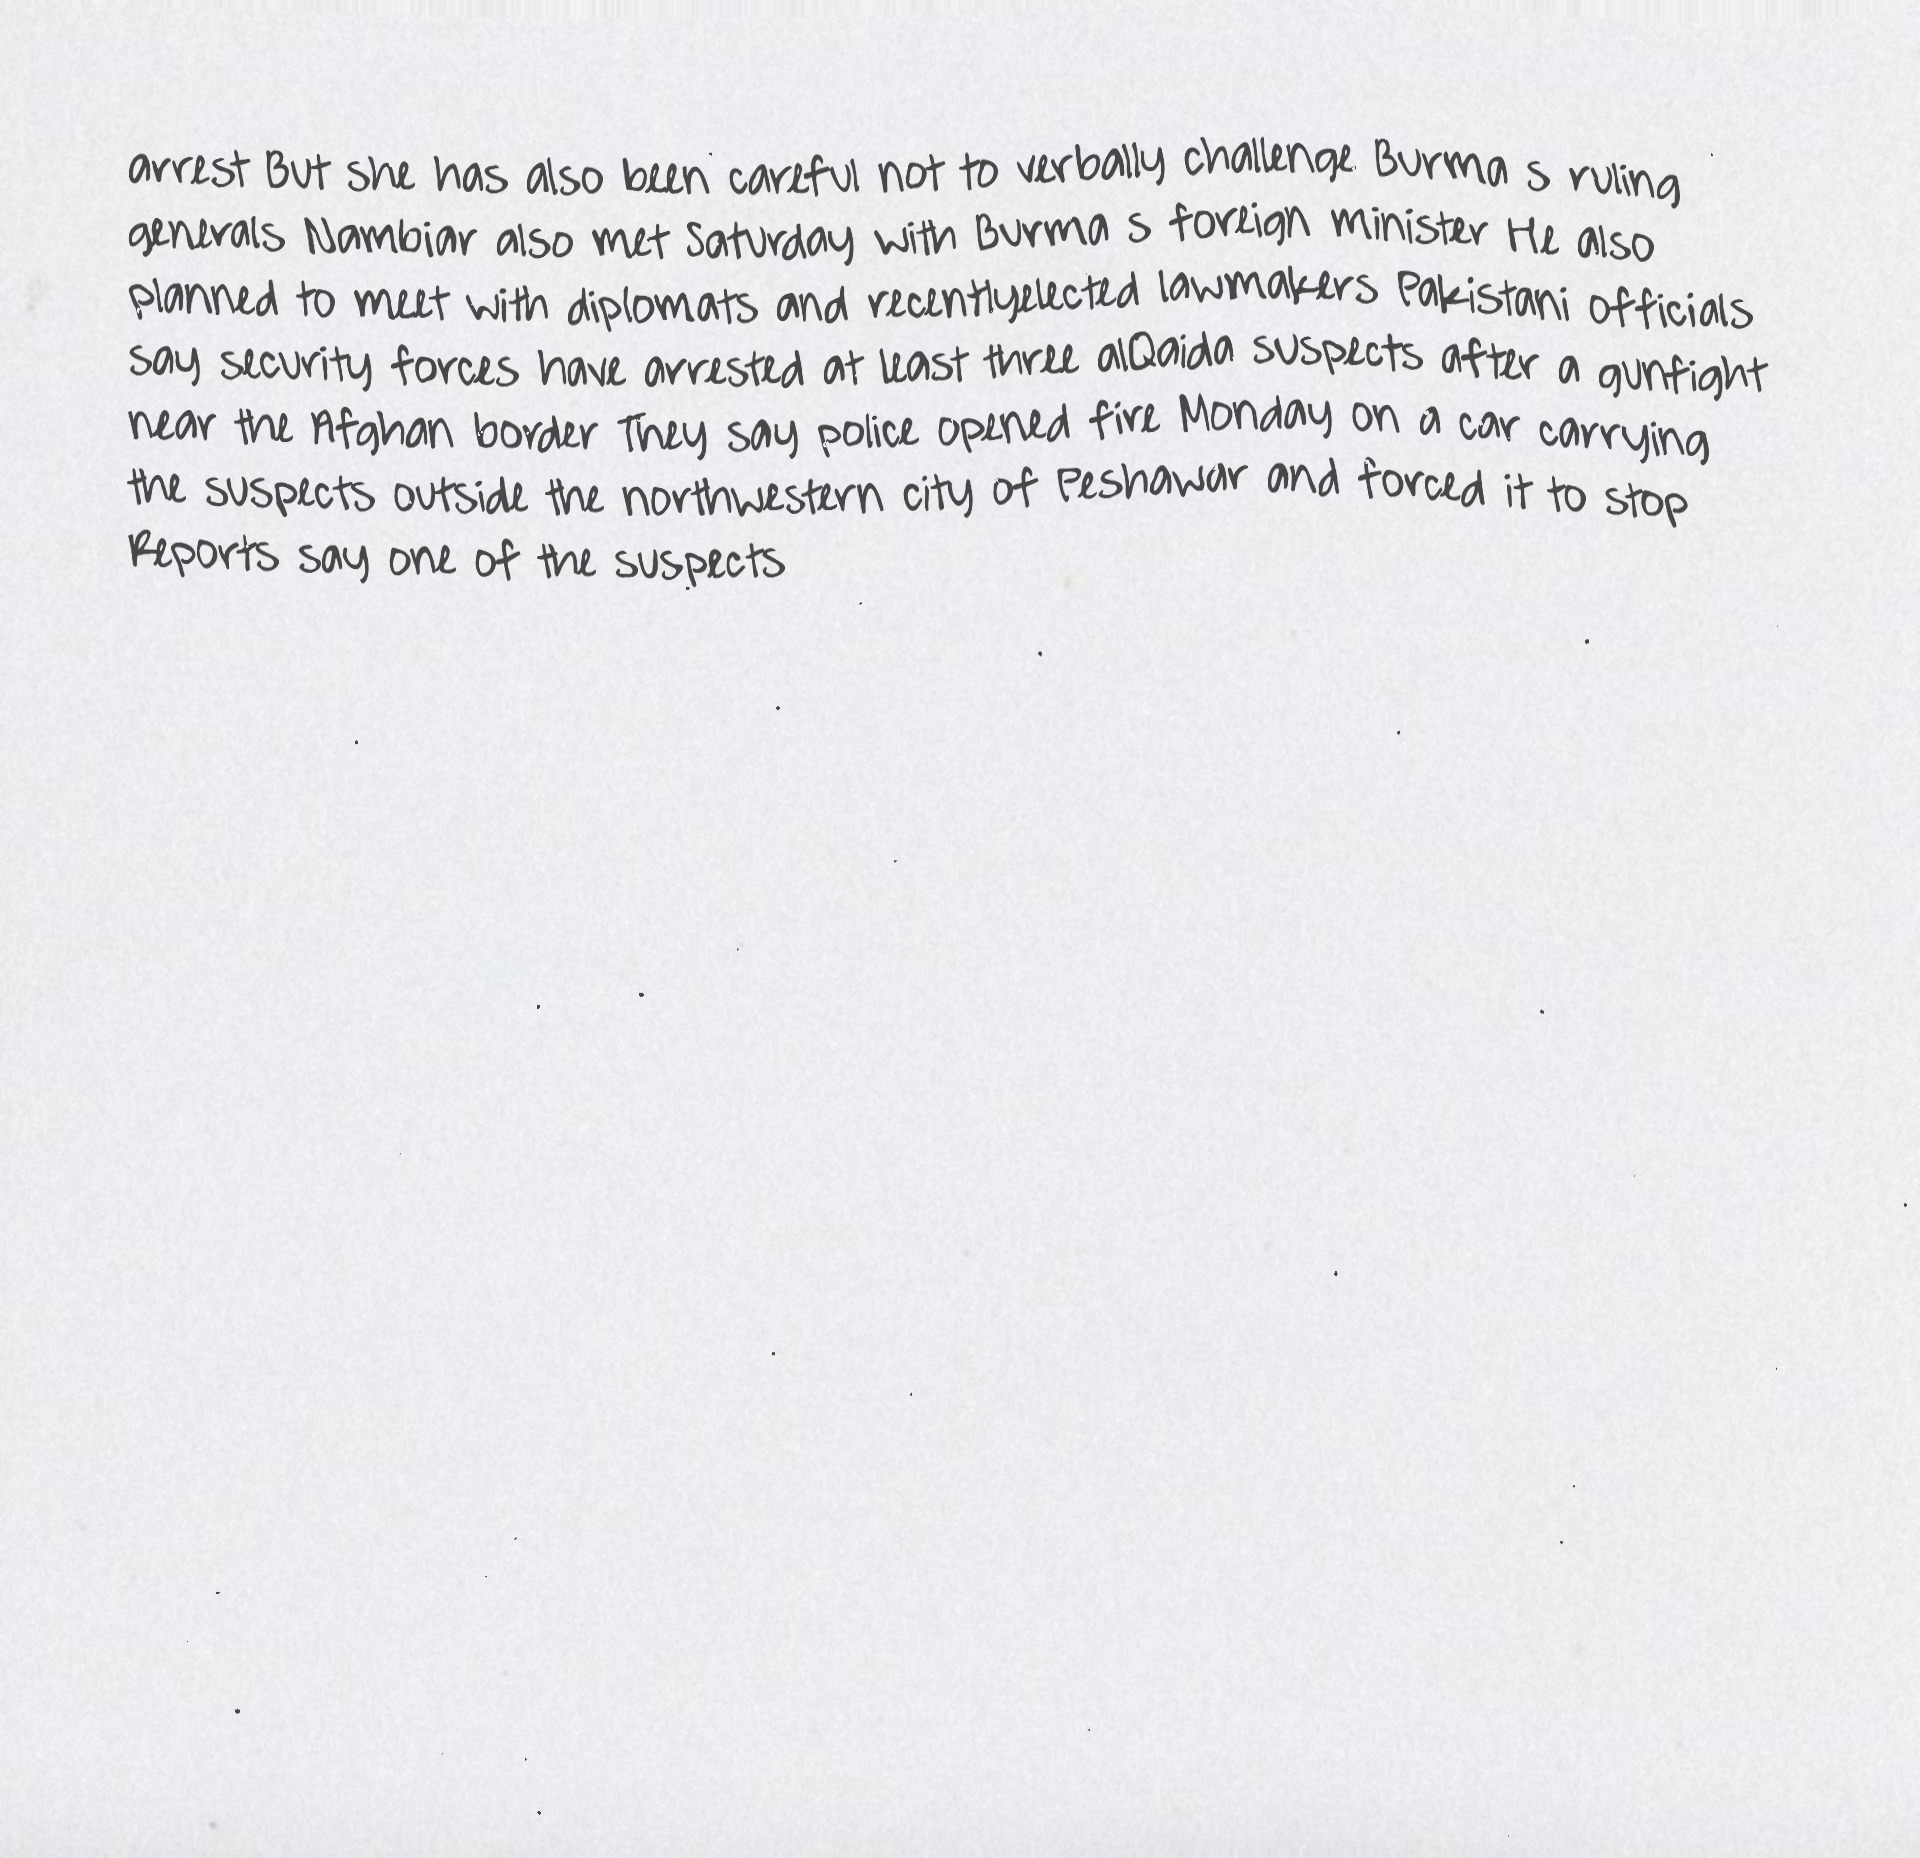 arrest But she has also been careful not to verbally challenge Burma s ruling
generals Nambiar also met Saturday with Burma s foreign minister He also
planned to meet with diplomats and recentlyelected lawmakers Pakistani officials
say security forces have arrested at least three alQaida suspects after a gunfight
near the Afghan border They say police opened fire Monday on a car carrying
the suspects outside the northwestern city of Peshawar and forced it to stop
Reports say one of the suspects